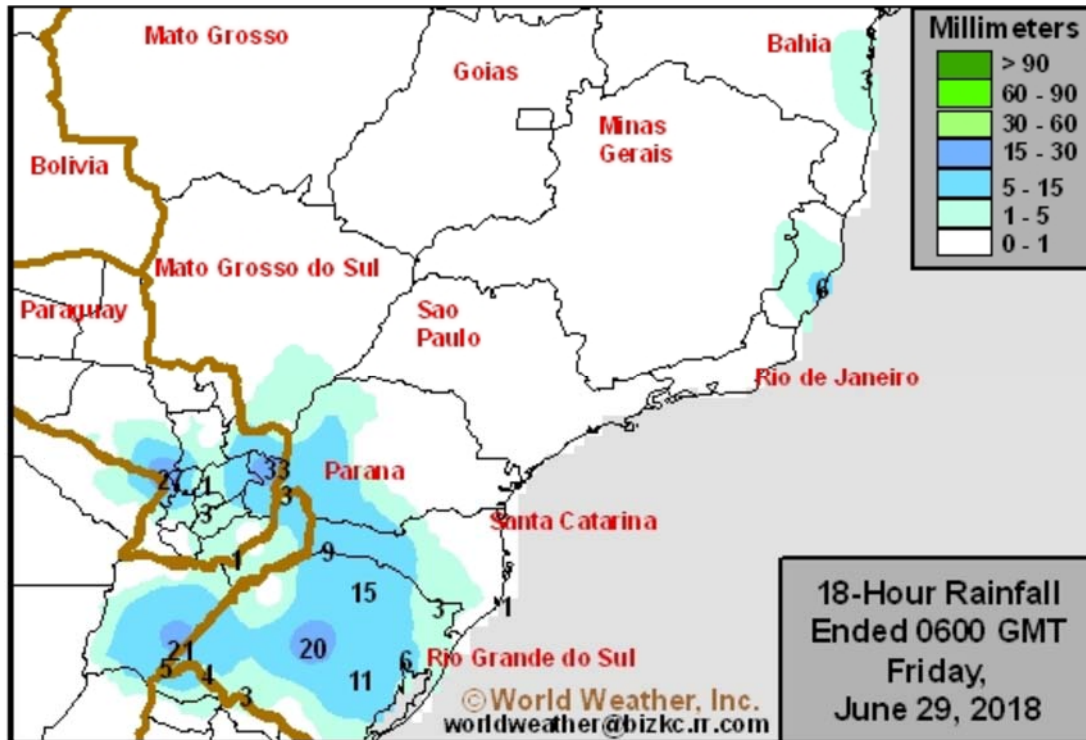 Millimeters
> 90
60 - 90
30 - 60
15 - 30
5 - 15
1 - 5
0 - 1
Mato Grosso
Goias
Bahia
3
Minas
Gerais
Bolivia
Mato Grosso do Sul
6
Paraguay
Sao
Paulo
Rio de Janeiro
27
1
33
Parana
3
3
Santa Catarina
1
9
15
3
1
21
20
6
Rio Grande do Sul
5
4
11
3
©World Weather, Inc.
worldweather@bizkc.rr.com
18-Hour Rainfall
Ended 0600 GMT
Friday,
June 29, 2018